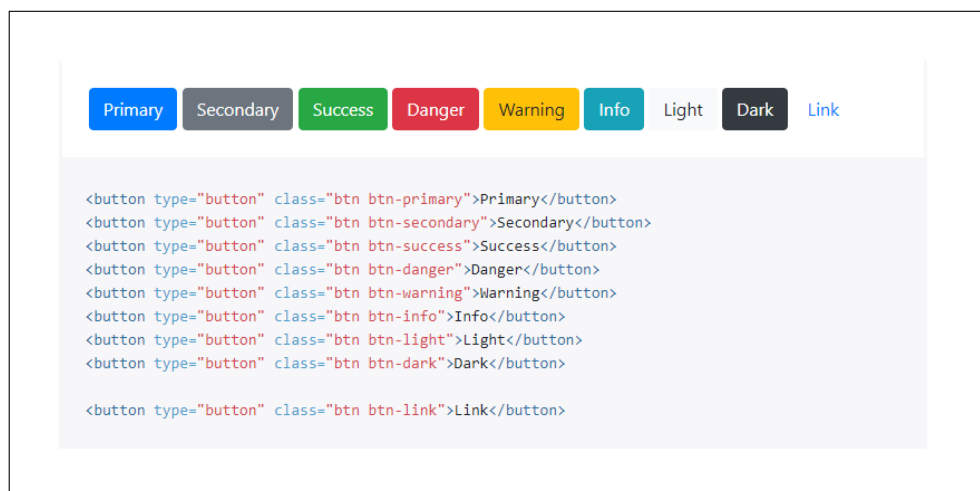 Primary Secondary Success Danger Warning Info Light Dark Link
<button type="button" class="btn btn-primary">Primary</button>
<button type="button" class="btn btn-secondary">Secondary</button>
<button type="button" class="btn btn-success">Success</button>
<button type="button" class="btn btn-danger">Danger</button>
<button type="button" class="btn btn-warning">Warning</button>
<button type="button" class="btn btn-info">Info</button>
<button type="button" class="btn btn-light">Light</button>
<button type="button" class="btn btn-dark">Dark</button>
<button type="button" class="btn btn-link">Link</button>